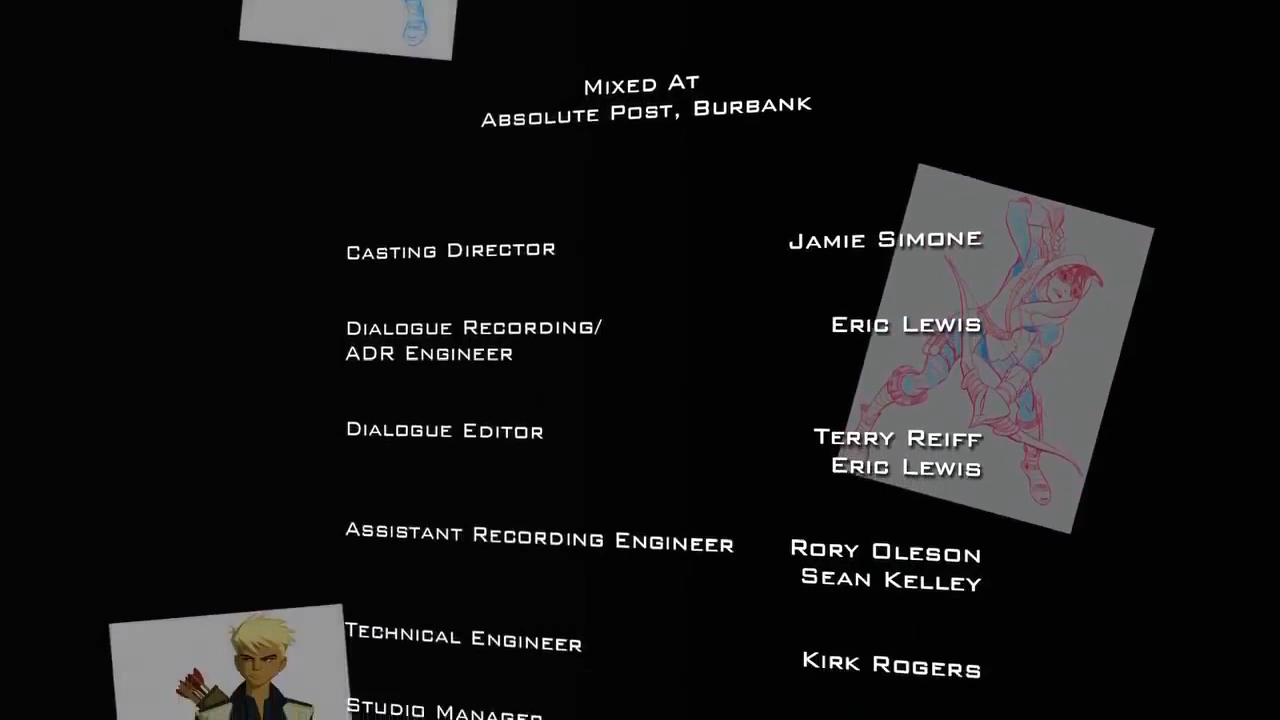 Mixed At
Absolute Post, Burbank
Casting Director
Jamie Simone
Dialogue Recording/
ADR Engineer
Eric Lewis
Dialogue Editor
Terry Reiff
Eric Lewis
Assistant Recording Engineer
Rory Oleson
Sean Kelley
Technical Engineer
Kirk Rogers
Studio Manager